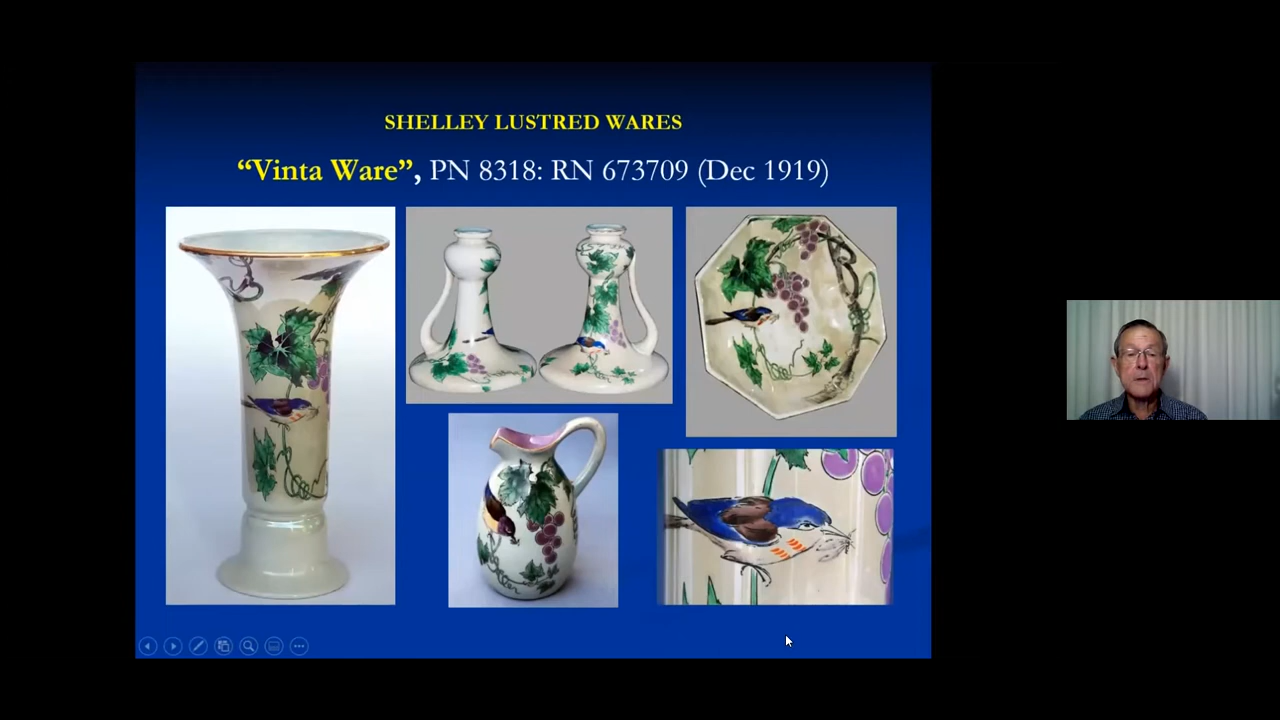 SHELLEY LUSTRED WARES
“Vinta Ware”, PN 8318: RN 673709 (Dec 1919)